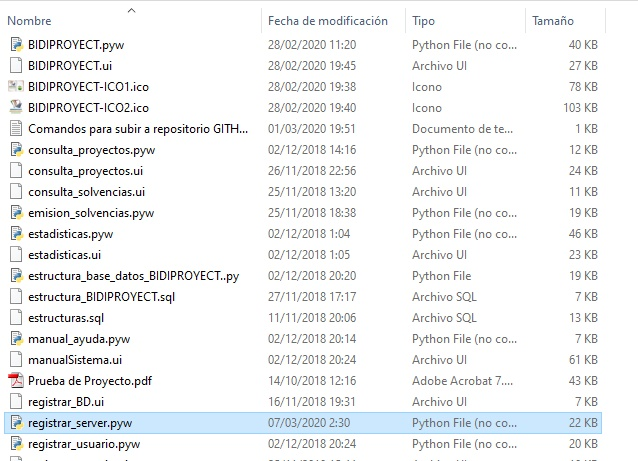 Nombre Fecha de modificación Tipo Tamaño
BIDIPROYECT.pyw 28/02/2020 11:20 Python File (no co... 40 KB
BIDIPROYECT.ui 28/02/2020 19:45 Archivo UI 27 KB
BIDIPROYECT-ICO1.ico 28/02/2020 19:38 Icono 78 KB
BIDIPROYECT-ICO2.ico 28/02/2020 19:40 Icono 103 KB
Comandos para subir a repositorio GITH... 01/03/2020 19:51 Documento de te... 1 KB
consulta_proyectos.pyw 02/12/2018 14:16 Python File (no co... 12 KB
consulta_proyectos.ui 26/11/2018 22:56 Archivo UI 24 KB
consulta_solvencias.ui 25/11/2018 13:20 Archivo UI 11 KB
emision_solvencias.pyw 25/11/2018 18:38 Python File (no co... 19 KB
estadisticas.pyw 02/12/2018 1:04 Python File (no co... 46 KB
estadisticas.ui 02/12/2018 1:05 Archivo UI 23 KB
estructura_base_datos_BIDIPROYECT..py 02/12/2018 20:20 Python File 19 KB
estructura_BIDIPROYECT.sql 27/11/2018 17:17 Archivo SQL 7 KB
estructuras.sql 11/11/2018 20:06 Archivo SQL 13 KB
manual_ayuda.pyw 02/12/2018 20:14 Python File (no co... 7 KB
manualSistema.ui 02/12/2018 20:24 Archivo UI 61 KB
Prueba de Proyecto.pdf 14/10/2018 12:16 Adobe Acrobat 7.... 43 KB
registrar_BD.ui 16/11/2018 19:31 Archivo UI 7 KB
registrar_server.pyw 07/03/2020 2:30 Python File (no co... 22 KB
registrar_usuario.pyw 02/12/2018 20:24 Python File (no co... 20 KB